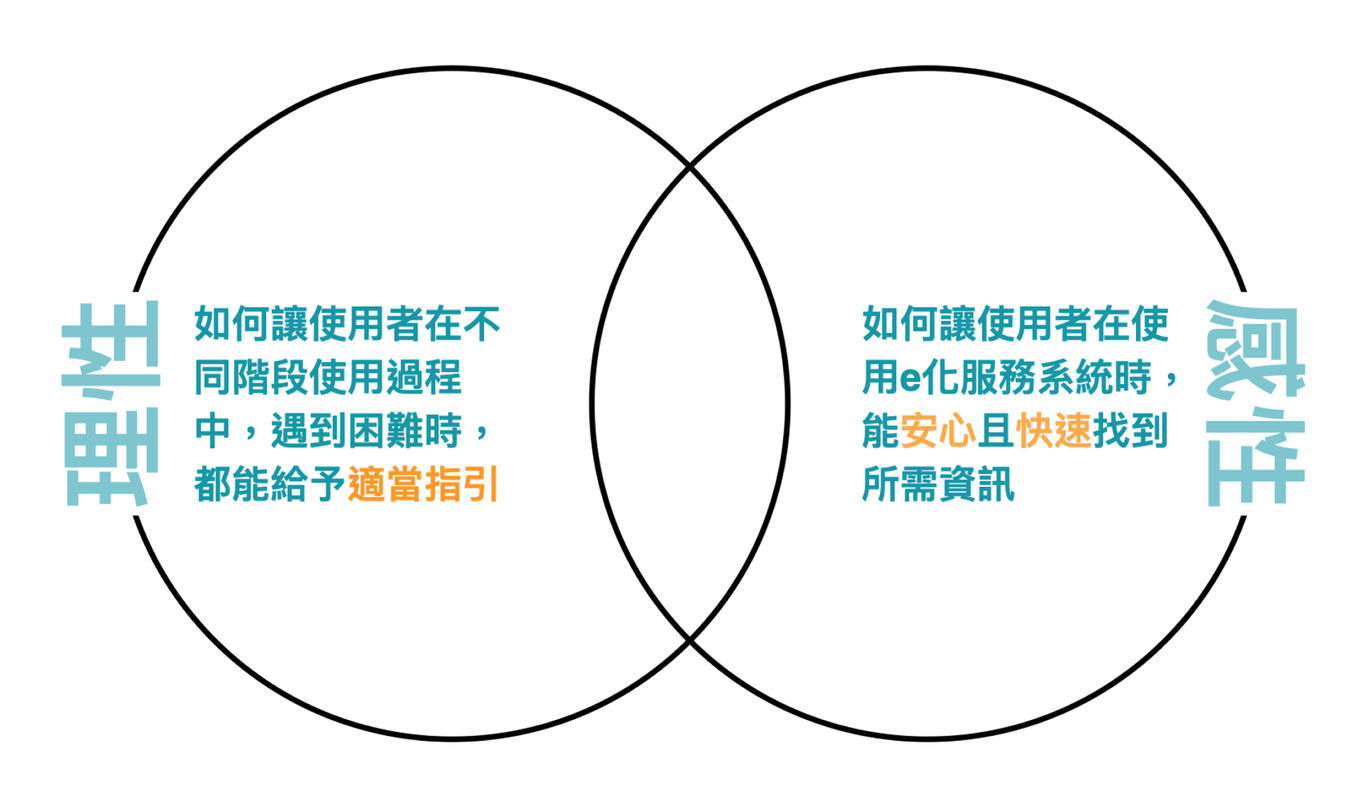 理性
如何讓使用者在不
同階段使用過程
中，遇到困難時，
都能給予適當指引
如何讓使用者在使
用e化服務系統時，
能安心且快速找到
所需資訊
感性